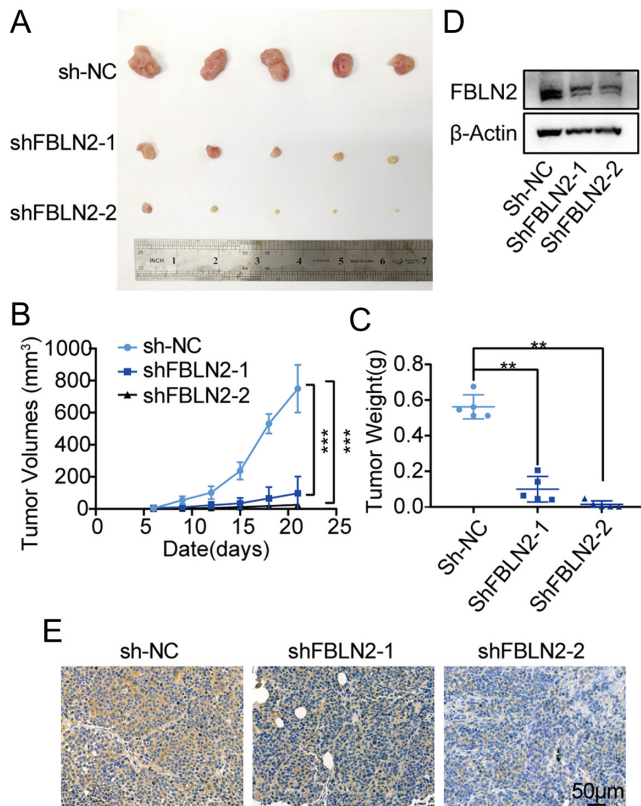 A
sh-NC
shFBLN2-1
shFBLN2-2
INCH 1 2 3 4 5 6 7
D
FBLN2
β-Actin
Sh-NC
ShFBLN2-1
ShFBLN2-2
B
Tumor Volumes (mm³)
1000
800
600
400
200
0
0 5 10 15 20 25
Date(days)
sh-NC
shFBLN2-1
shFBLN2-2
***
***
C
Tumor Weight(g)
0.8
0.6
0.4
0.2
0.0
**
**
Sh-NC
ShFBLN2-1
ShFBLN2-2
E
sh-NC shFBLN2-1 shFBLN2-2
50μm